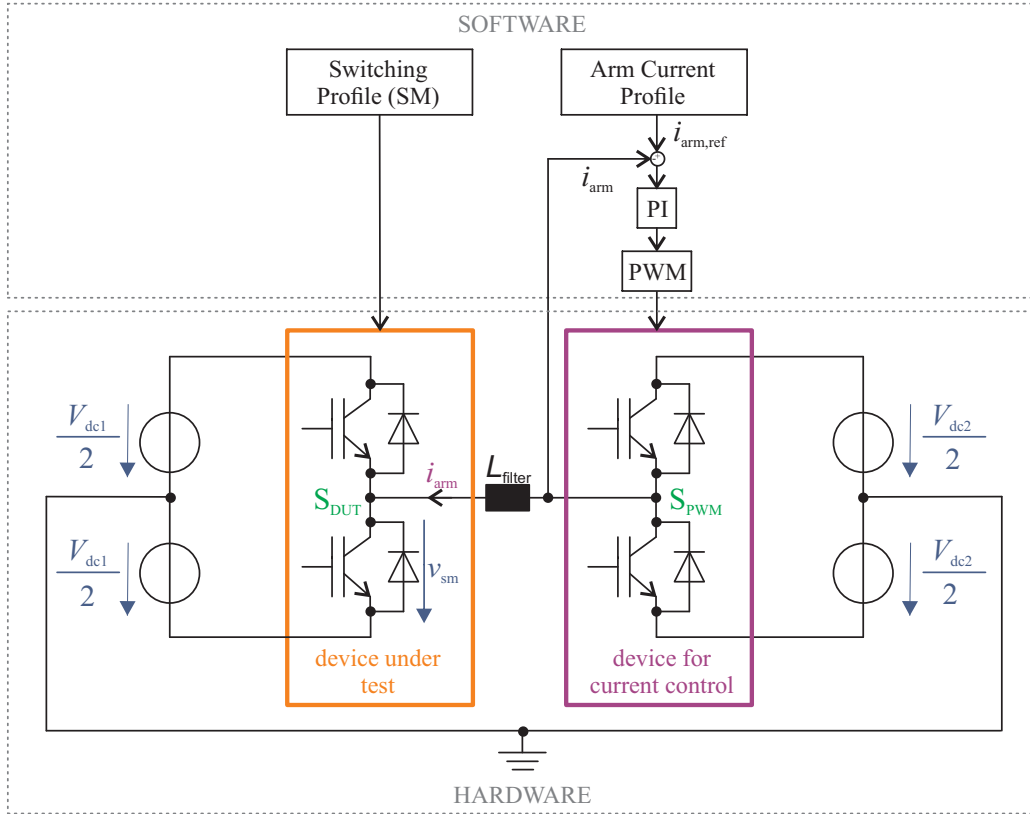 SOFTWARE
Switching
Profile (SM)
Arm Current
Profile
i_arm,ref
- +
i_arm
PI
PWM
V_dc1
2
V_dc1
2
S_DUT
i_arm
L_filter
v_sm
device under
test
S_PWM
device for
current control
V_dc2
2
V_dc2
2
HARDWARE